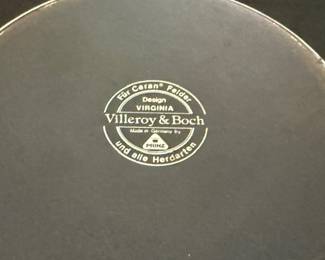 Für Ceran® Felder
Design
VIRGINIA
Villeroy & Boch
Made in Germany by
PRINZ
und alle Herdarten